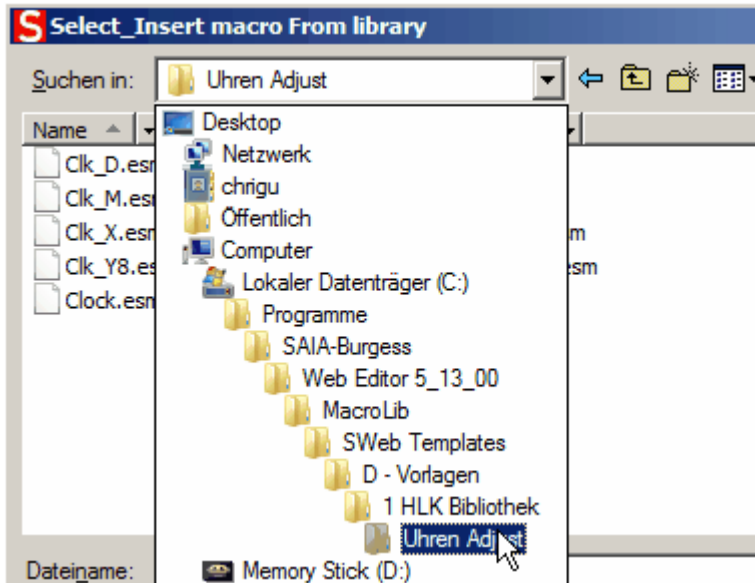 S Select_Insert macro From library
Suchen in: Uhren Adjust
Name
Desktop
Netzwerk
chrigu
Öffentlich
Computer
Lokaler Datenträger (C:)
Programme
SAIA-Burgess
Web Editor 5_13_00
MacroLib
SWeb Templates
D - Vorlagen
1 HLK Bibliothek
Uhren Adjust
Memory Stick (D:)
Clk_D.esm
Clk_M.esm
Clk_X.esm
Clk_Y8.es
Clock.esm
m
sm
Dateiname: